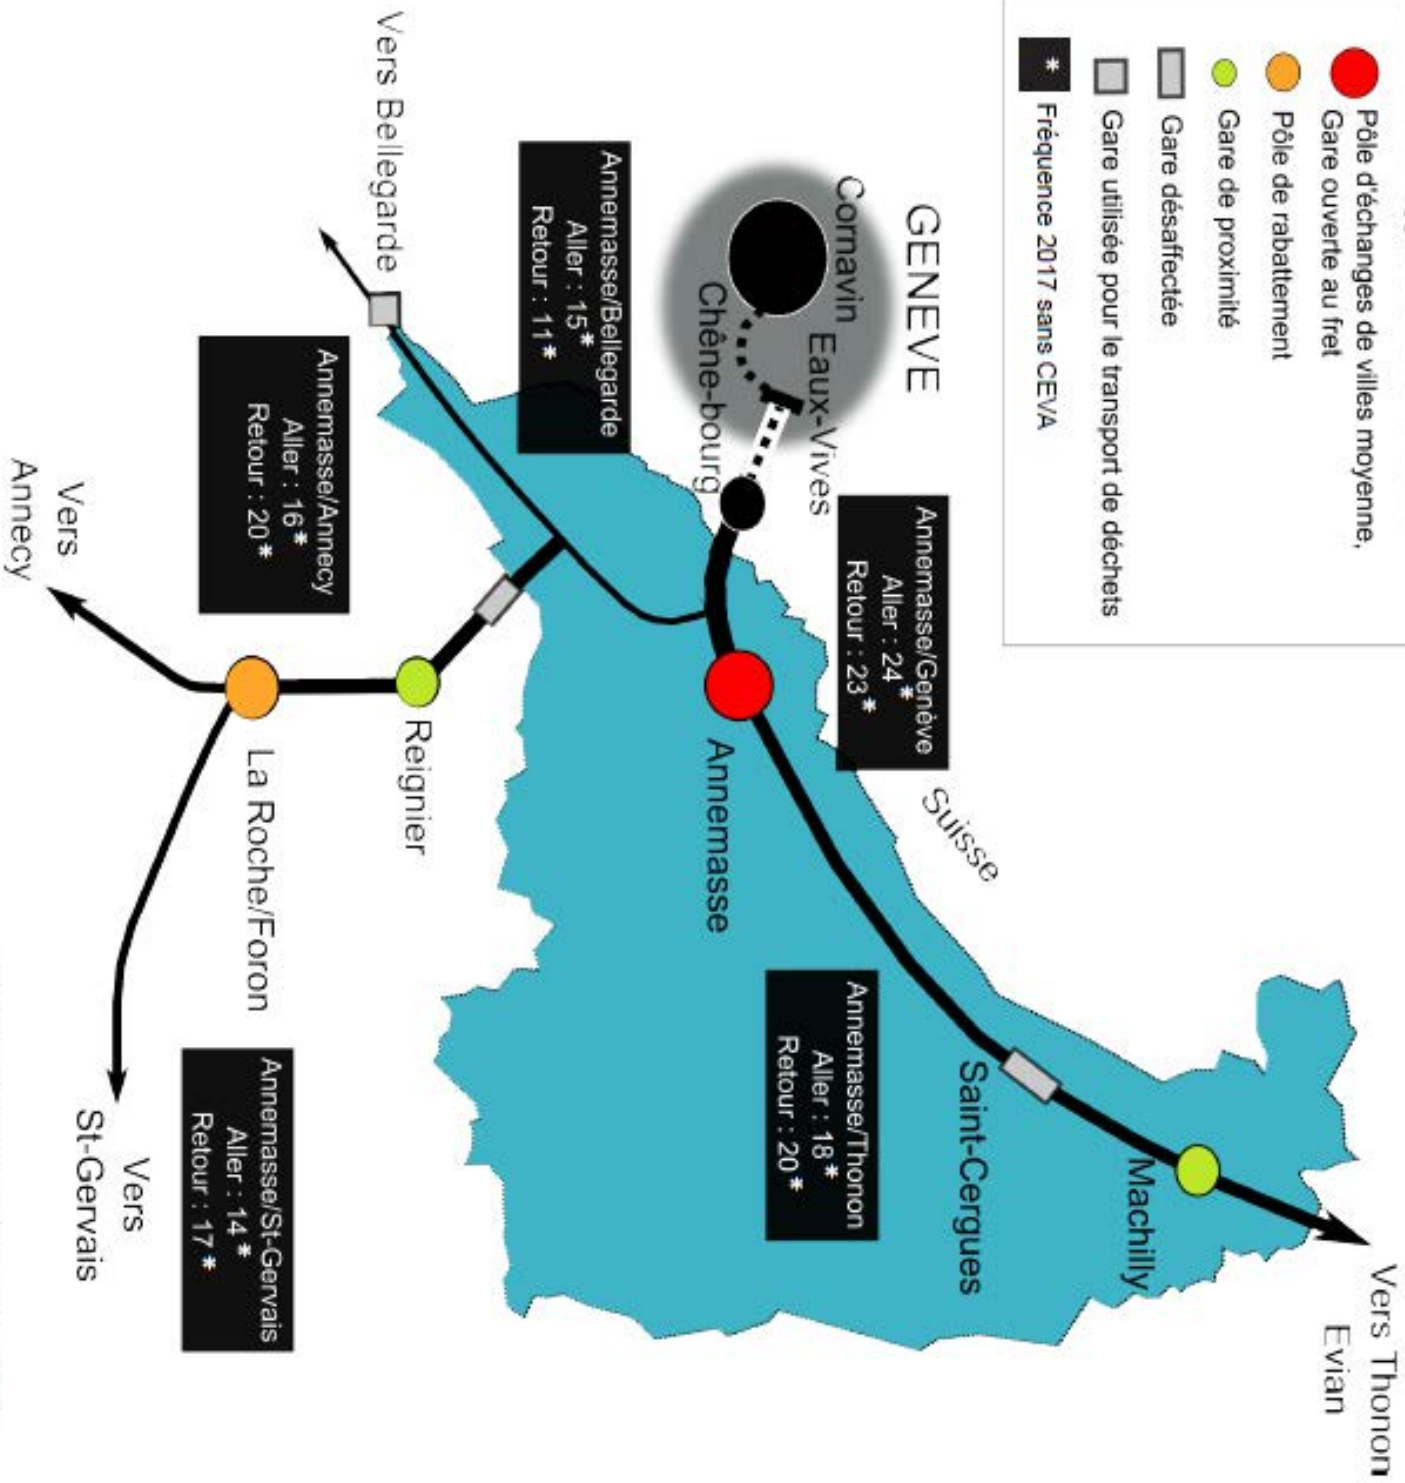 Pôle d'échanges de villes moyenne,
Gare ouverte au fret
Pôle de rabattement
Gare de proximité
Gare désaffectée
Gare utilisée pour le transport de déchets
* Fréquence 2017 sans CEVA
GENEVE
Cornavin
Eaux-Vives
Chêne-bourg
Annemasse/Genève
Aller : 24*
Retour : 23*
Suisse
Vers Thonon
Evian
Machilly
Saint-Cergues
Annemasse/Thonon
Aller : 18*
Retour : 20*
Annemasse
Annemasse/Bellegarde
Aller : 15*
Retour : 11*
Vers Bellegarde
Annemasse/Annecy
Aller : 16*
Retour : 20*
Reignier
La Roche/Foron
Vers
Annecy
Annemasse/St-Gervais
Aller : 14*
Retour : 17*
Vers
St-Gervais